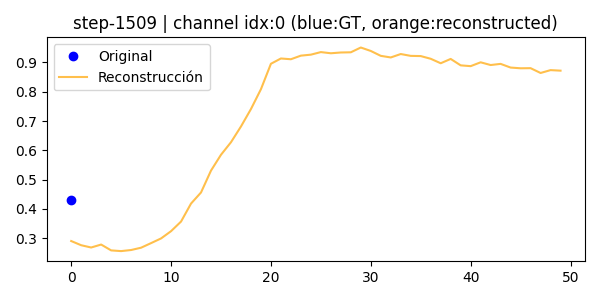 step-1509 | channel idx:0 (blue:GT, orange:reconstructed)
Original
Reconstrucción
0.9
0.8
0.7
0.6
0.5
0.4
0.3
0 10 20 30 40 50